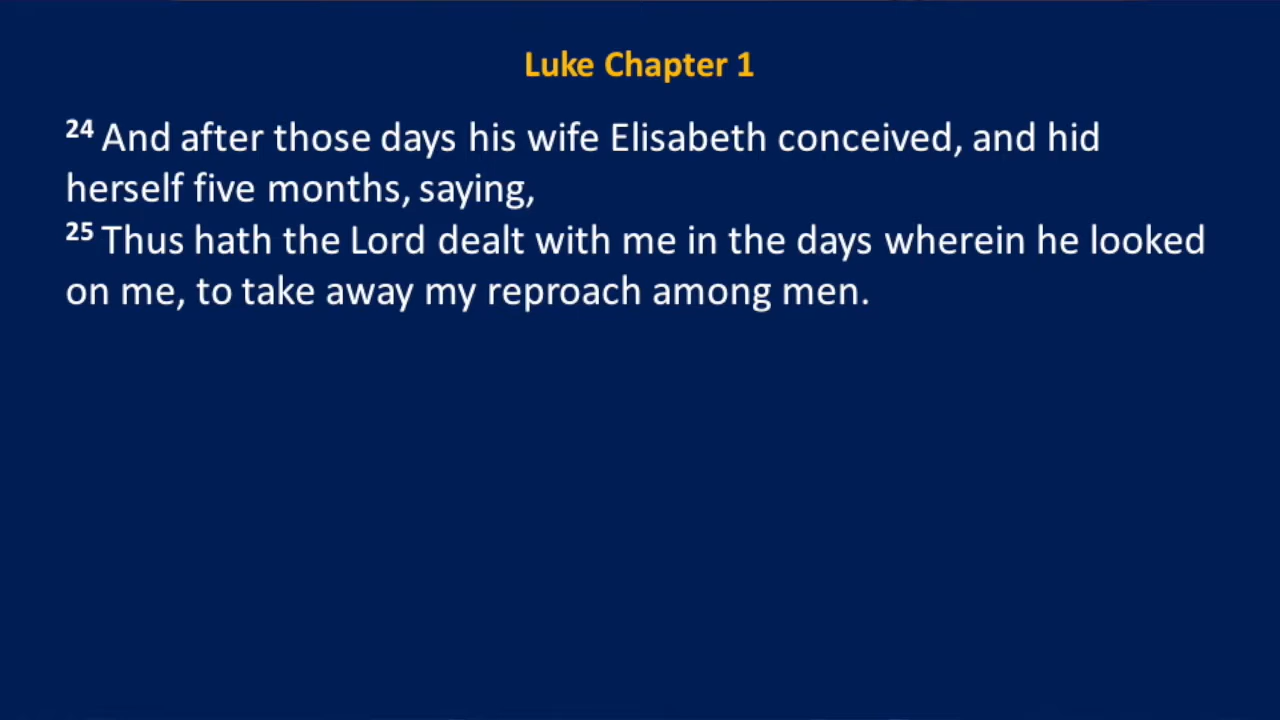 Luke Chapter 1
24 And after those days his wife Elisabeth conceived, and hid
herself five months, saying,
25 Thus hath the Lord dealt with me in the days wherein he looked
on me, to take away my reproach among men.